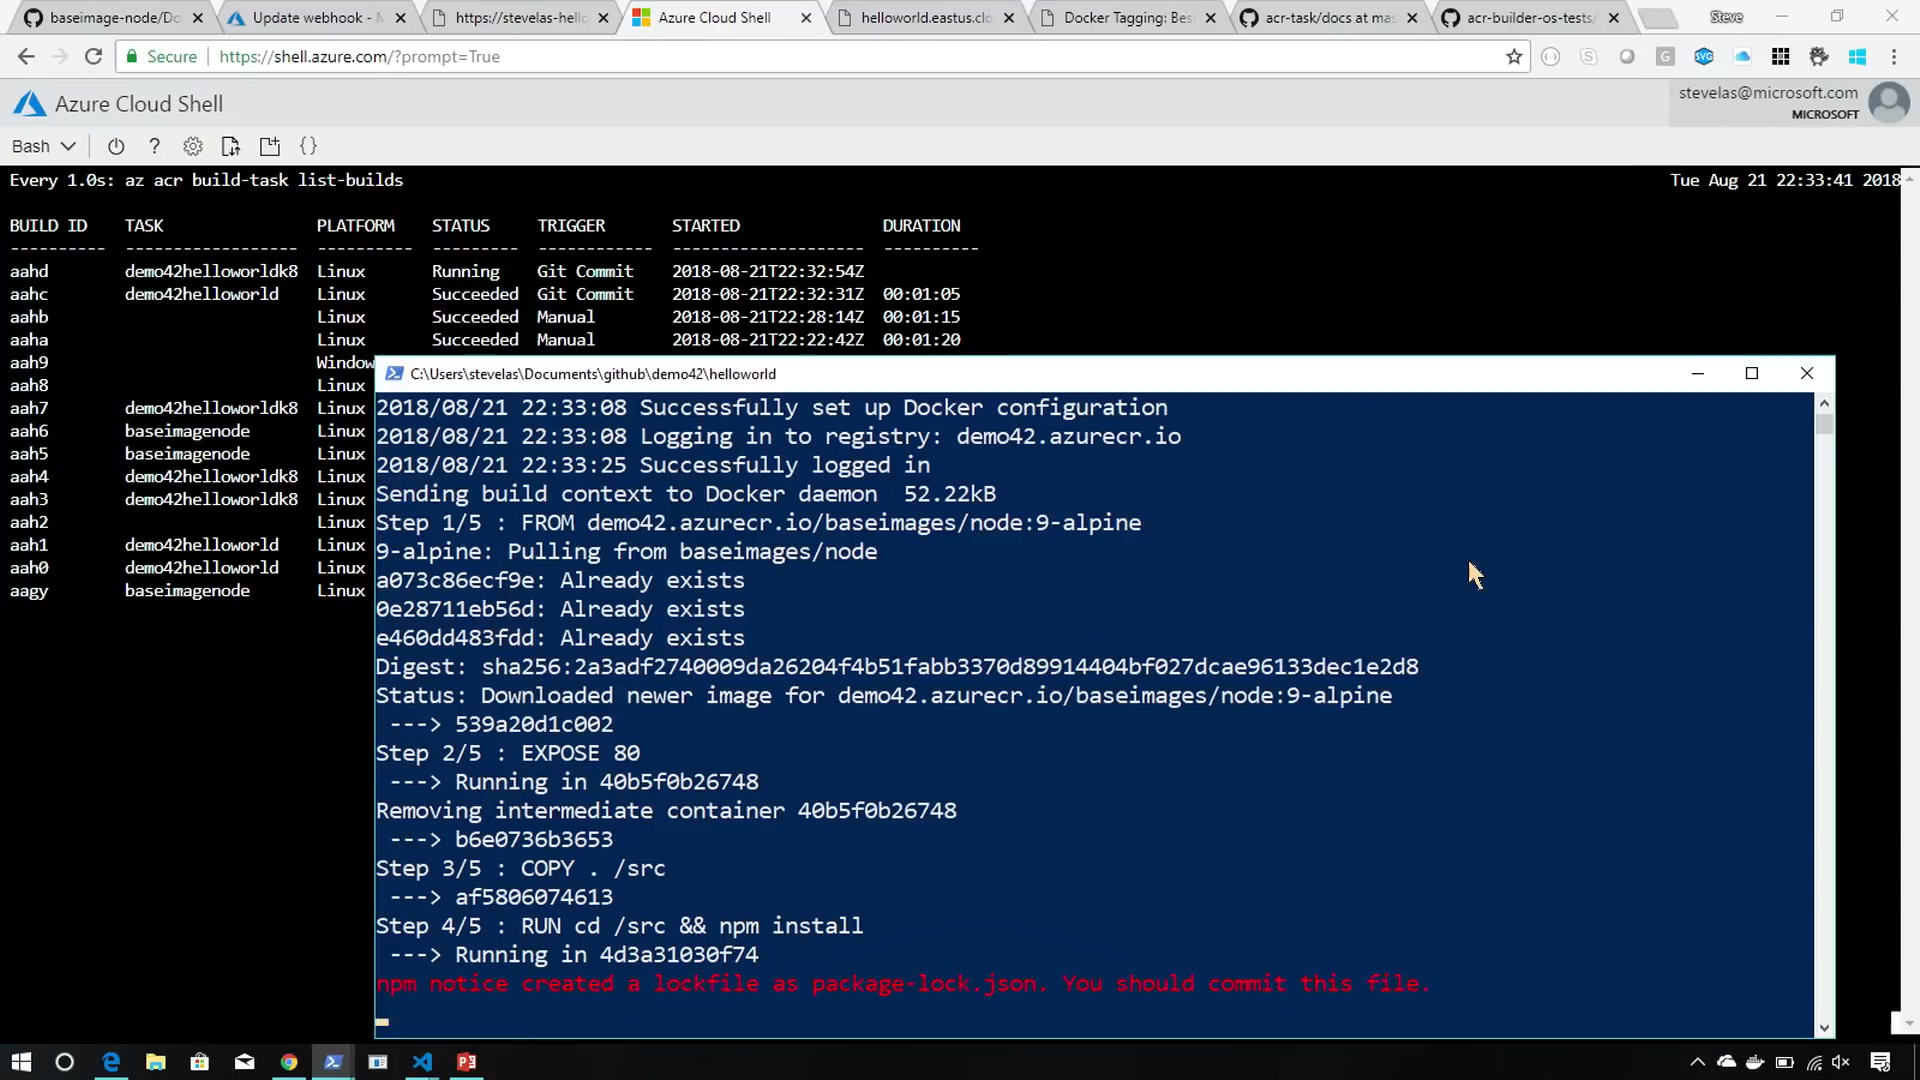 baseimage-node/Do
Update webhook - M
https://stevelas-hello
Azure Cloud Shell
helloworld.eastus.clo
Docker Tagging: Bes
acr-task/docs at mas
acr-builder-os-tests/
Steve
Secure
https://shell.azure.com/?prompt=True
Azure Cloud Shell
stevelas@microsoft.com
MICROSOFT
Bash
Every 1.0s: az acr build-task list-builds
Tue Aug 21 22:33:41 2018
BUILD ID TASK PLATFORM STATUS TRIGGER STARTED DURATION
---------- ------------------ ---------- --------- ------------ -------------------- ----------
aahd demo42helloworldk8 Linux Running Git Commit 2018-08-21T22:32:54Z
aahc demo42helloworld Linux Succeeded Git Commit 2018-08-21T22:32:31Z 00:01:05
aahb Linux Succeeded Manual 2018-08-21T22:28:14Z 00:01:15
aaha Linux Succeeded Manual 2018-08-21T22:22:42Z 00:01:20
aah9 Window
aah8 Linux
aah7 demo42helloworldk8 Linux
aah6 baseimagenode Linux
aah5 baseimagenode Linux
aah4 demo42helloworldk8 Linux
aah3 demo42helloworldk8 Linux
aah2 Linux
aah1 demo42helloworld Linux
aah0 demo42helloworld Linux
aagy baseimagenode Linux
C:\Users\stevelas\Documents\github\demo42\helloworld
2018/08/21 22:33:08 Successfully set up Docker configuration
2018/08/21 22:33:08 Logging in to registry: demo42.azurecr.io
2018/08/21 22:33:25 Successfully logged in
Sending build context to Docker daemon 52.22kB
Step 1/5 : FROM demo42.azurecr.io/baseimages/node:9-alpine
9-alpine: Pulling from baseimages/node
a073c86ecf9e: Already exists
0e28711eb56d: Already exists
e460dd483fdd: Already exists
Digest: sha256:2a3adf2740009da26204f4b51fabb3370d89914404bf027dcae96133dec1e2d8
Status: Downloaded newer image for demo42.azurecr.io/baseimages/node:9-alpine
---> 539a20d1c002
Step 2/5 : EXPOSE 80
---> Running in 40b5f0b26748
Removing intermediate container 40b5f0b26748
---> b6e0736b3653
Step 3/5 : COPY . /src
---> af5806074613
Step 4/5 : RUN cd /src && npm install
---> Running in 4d3a31030f74
npm notice created a lockfile as package-lock.json. You should commit this file.